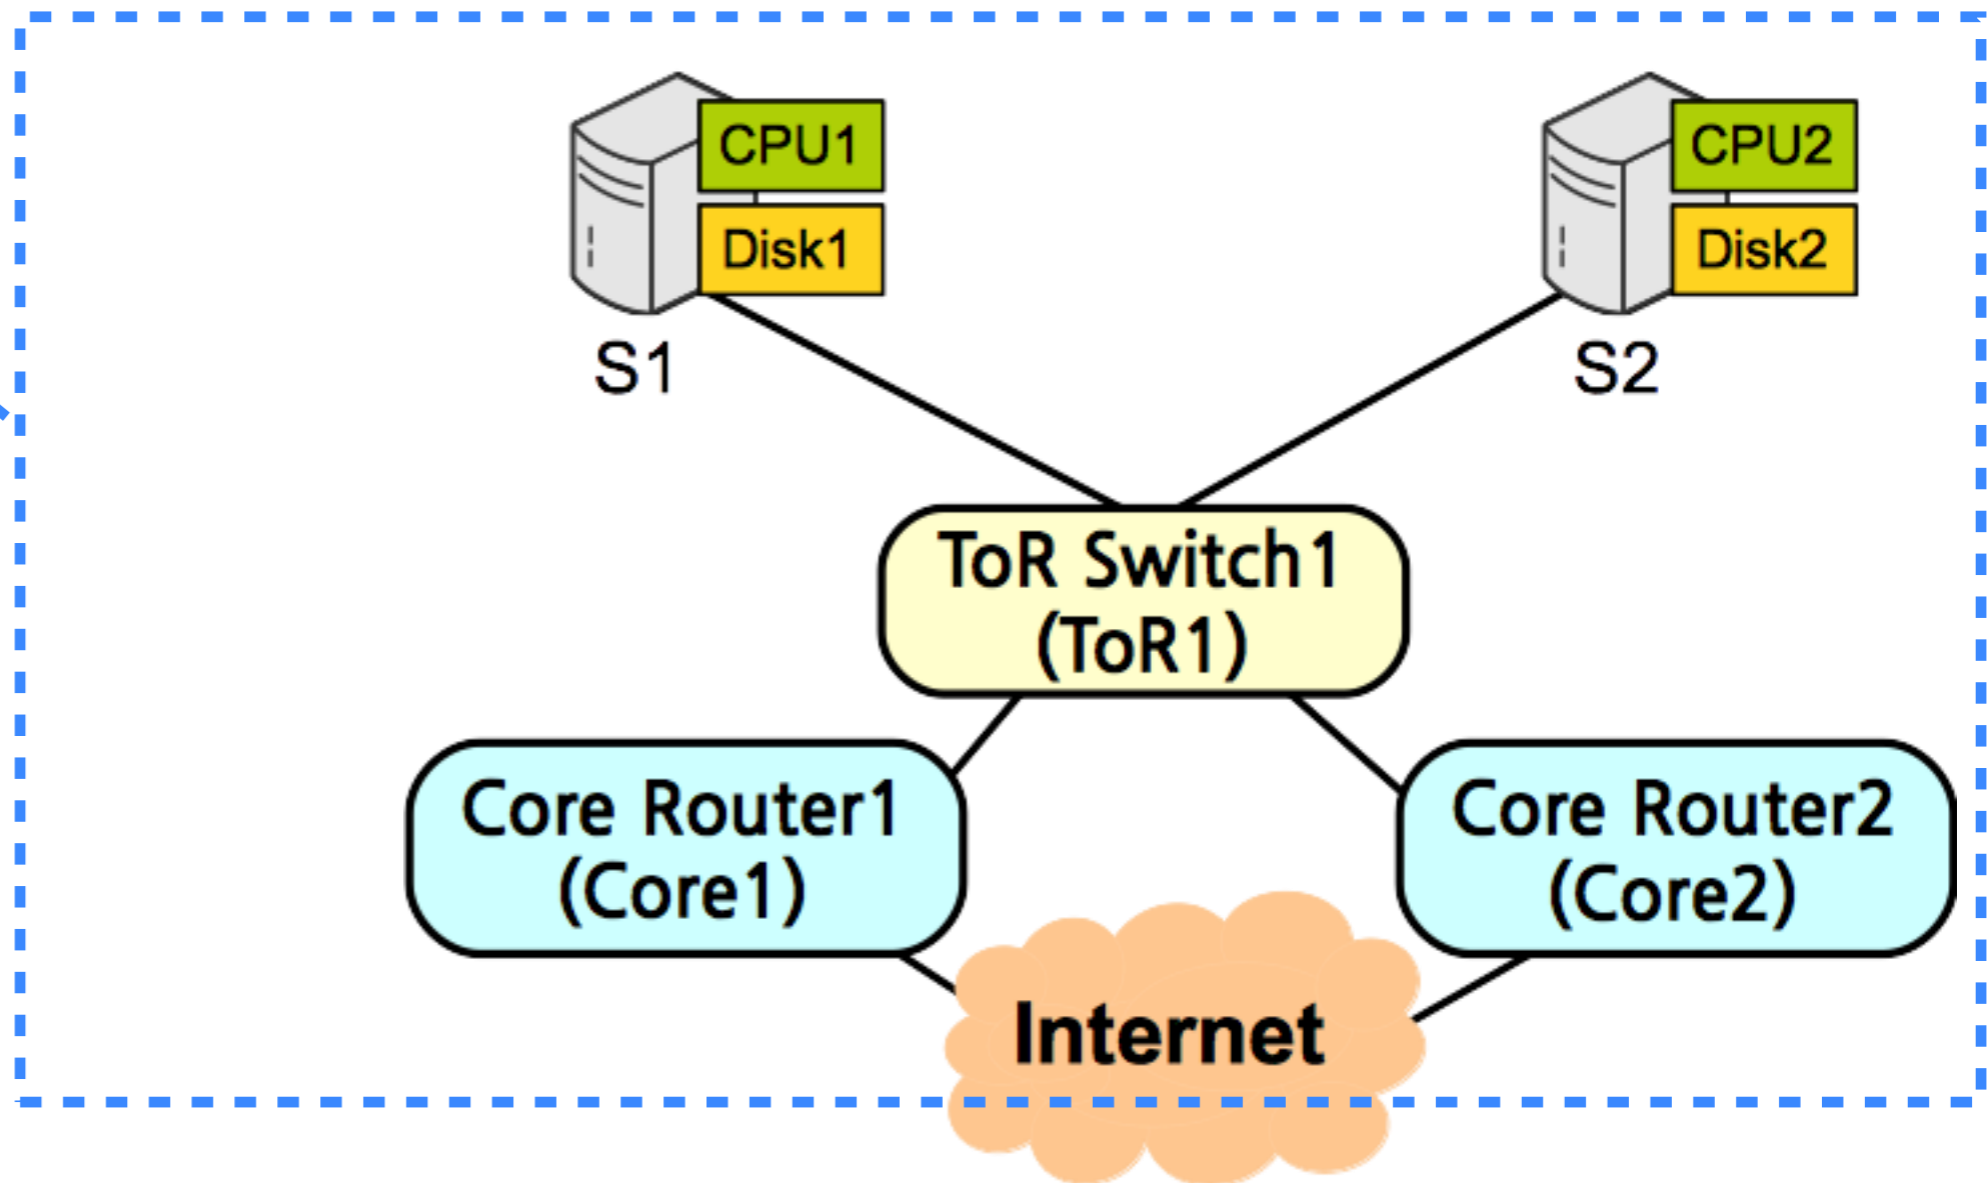 CPU1
Disk1
S1
CPU2
Disk2
S2
ToR Switch1
(ToR1)
Core Router1
(Core1)
Core Router2
(Core2)
Internet